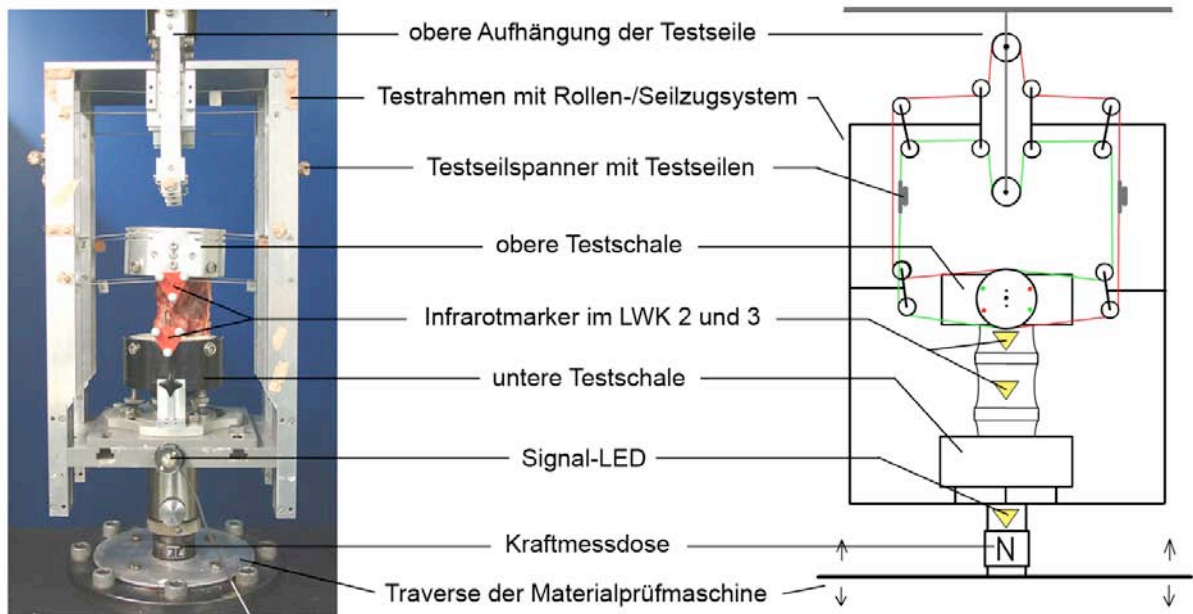 obere Aufhängung der Testseile
Testrahmen mit Rollen-/Seilzugsystem
Testseilspanner mit Testseilen
obere Testschale
Infrarotmarker im LWK 2 und 3
untere Testschale
Signal-LED
Kraftmessdose
N
Traverse der Materialprüfmaschine